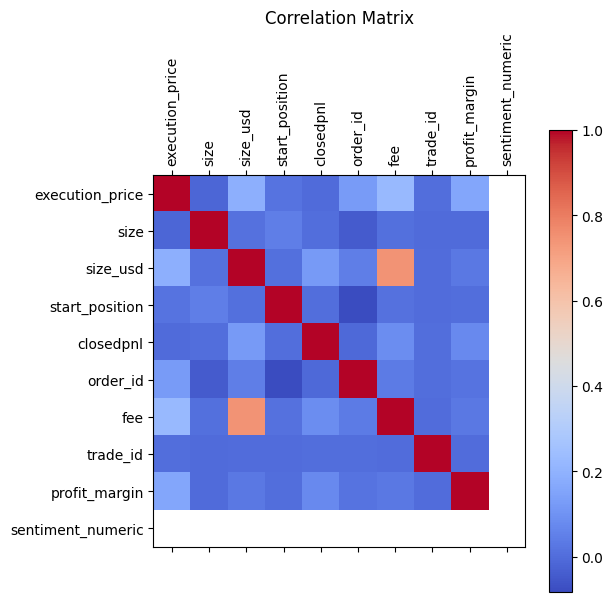 Correlation Matrix
execution_price
size
size_usd
start_position
closedpnl
order_id
fee
trade_id
profit_margin
sentiment_numeric
execution_price
size
size_usd
start_position
closedpnl
order_id
fee
trade_id
profit_margin
sentiment_numeric
1.0
0.8
0.6
0.4
0.2
0.0